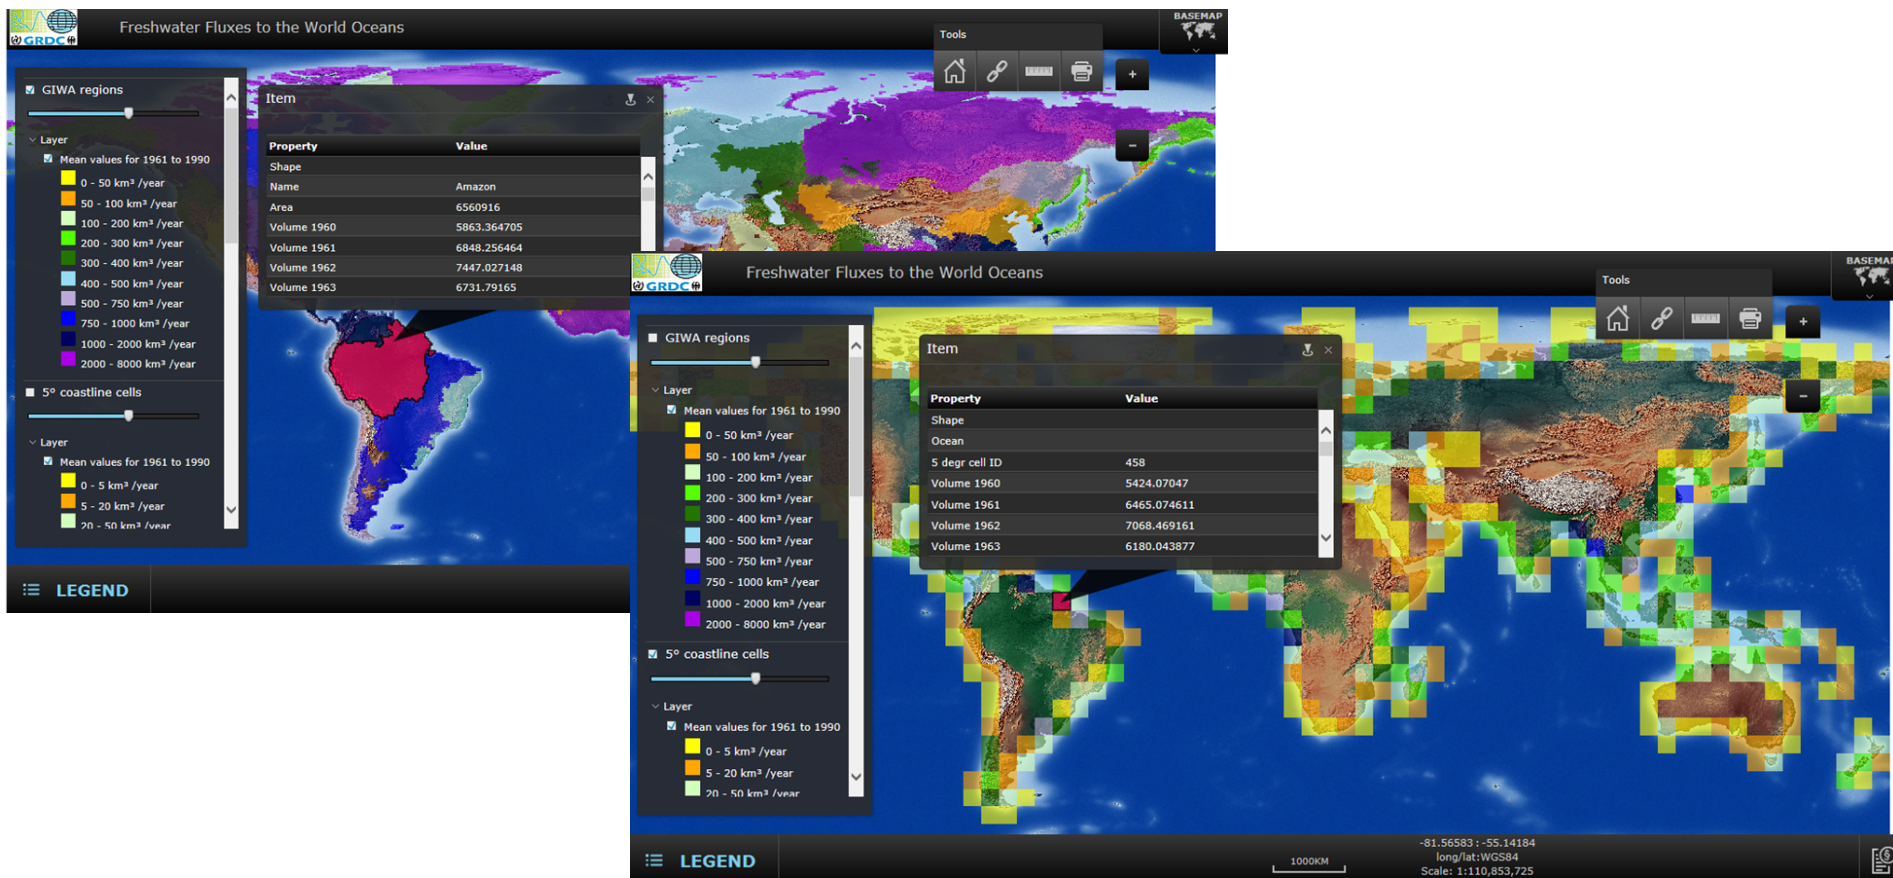 GRDC
Freshwater Fluxes to the World Oceans
Tools
BASEMAP
+
−
GIWA regions
Layer
Mean values for 1961 to 1990
0 - 50 km³ /year
50 - 100 km³ /year
100 - 200 km³ /year
200 - 300 km³ /year
300 - 400 km³ /year
400 - 500 km³ /year
500 - 750 km³ /year
750 - 1000 km³ /year
1000 - 2000 km³ /year
2000 - 8000 km³ /year
5° coastline cells
Layer
Mean values for 1961 to 1990
0 - 5 km³ /year
5 - 20 km³ /year
20 - 50 km³ /year
LEGEND
Item
Property Value
Shape
Name Amazon
Area 6560916
Volume 1960 5863.364705
Volume 1961 6848.256464
Volume 1962 7447.027148
Volume 1963 6731.79165
GRDC
Freshwater Fluxes to the World Oceans
Tools
BASEMAP
+
−
GIWA regions
Layer
Mean values for 1961 to 1990
0 - 50 km³ /year
50 - 100 km³ /year
100 - 200 km³ /year
200 - 300 km³ /year
300 - 400 km³ /year
400 - 500 km³ /year
500 - 750 km³ /year
750 - 1000 km³ /year
1000 - 2000 km³ /year
2000 - 8000 km³ /year
5° coastline cells
Layer
Mean values for 1961 to 1990
0 - 5 km³ /year
5 - 20 km³ /year
20 - 50 km³ /year
LEGEND
Item
Property Value
Shape
Ocean
5 degr cell ID 458
Volume 1960 5424.07047
Volume 1961 6465.074611
Volume 1962 7068.469161
Volume 1963 6180.043877
1000KM
-81.56583 : -55.14184
long/lat:WGS84
Scale: 1:110,853,725